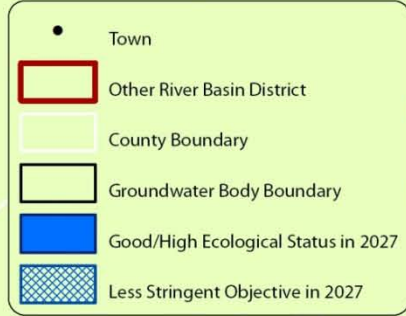 Town
Other River Basin District
County Boundary
Groundwater Body Boundary
Good/High Ecological Status in 2027
Less Stringent Objective in 2027